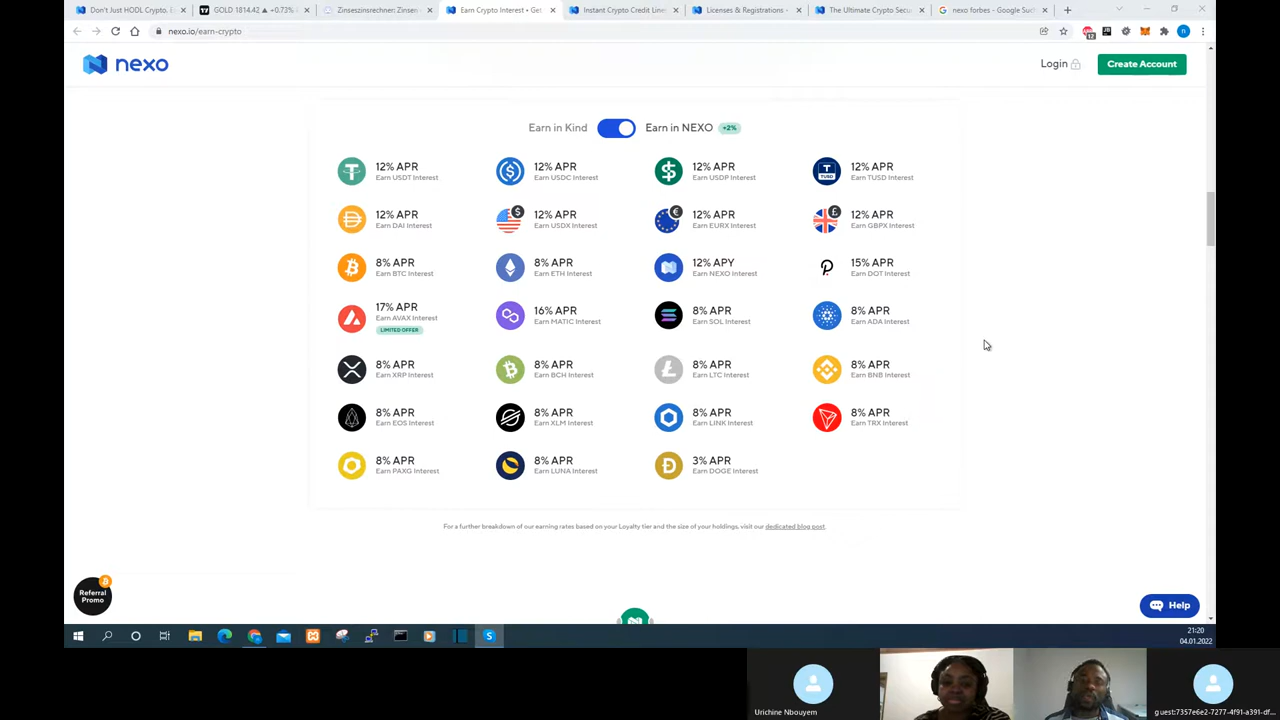 Don't Just HODL Crypto, E
GOLD 1814.42 ▲ +0.73%
Zinseszinsrechner: Zinsen
Earn Crypto Interest • Get
Instant Crypto Credit Lines
Licenses & Registrations -
The Ultimate Crypto Secu
nexo forbes - Google Suc
nexo.io/earn-crypto
12
n
nexo
Login
Create Account
Earn in Kind
Earn in NEXO
+2%
12% APR
Earn USDT Interest
12% APR
Earn USDC Interest
12% APR
Earn USDP Interest
12% APR
Earn TUSD Interest
12% APR
Earn DAI Interest
12% APR
Earn USDX Interest
12% APR
Earn EURX Interest
12% APR
Earn GBPX Interest
8% APR
Earn BTC Interest
8% APR
Earn ETH Interest
12% APY
Earn NEXO Interest
15% APR
Earn DOT Interest
17% APR
Earn AVAX Interest
LIMITED OFFER
16% APR
Earn MATIC Interest
8% APR
Earn SOL Interest
8% APR
Earn ADA Interest
8% APR
Earn XRP Interest
8% APR
Earn BCH Interest
8% APR
Earn LTC Interest
8% APR
Earn BNB Interest
8% APR
Earn EOS Interest
8% APR
Earn XLM Interest
8% APR
Earn LINK Interest
8% APR
Earn TRX Interest
8% APR
Earn PAXG Interest
8% APR
Earn LUNA Interest
3% APR
Earn DOGE Interest
For a further breakdown of our earning rates based on your Loyalty tier and the size of your holdings, visit our dedicated blog post.
Referral
Promo
Help
21:20
04.01.2022
Urichine Nbouyem
guest:7357e6e2-7277-4f91-a391-df...